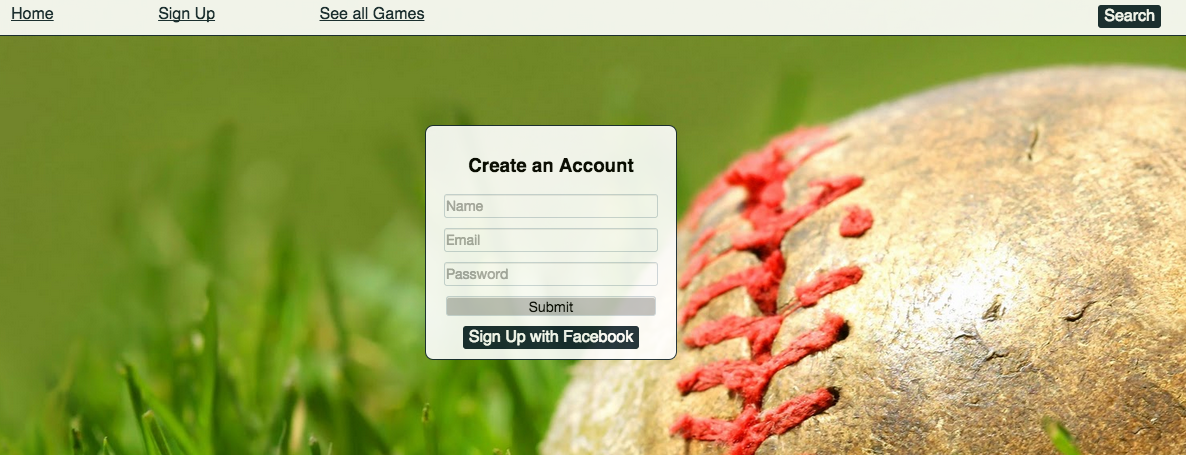 Home Sign Up See all Games Search
Create an Account
Name
Email
Password
Submit
Sign Up with Facebook